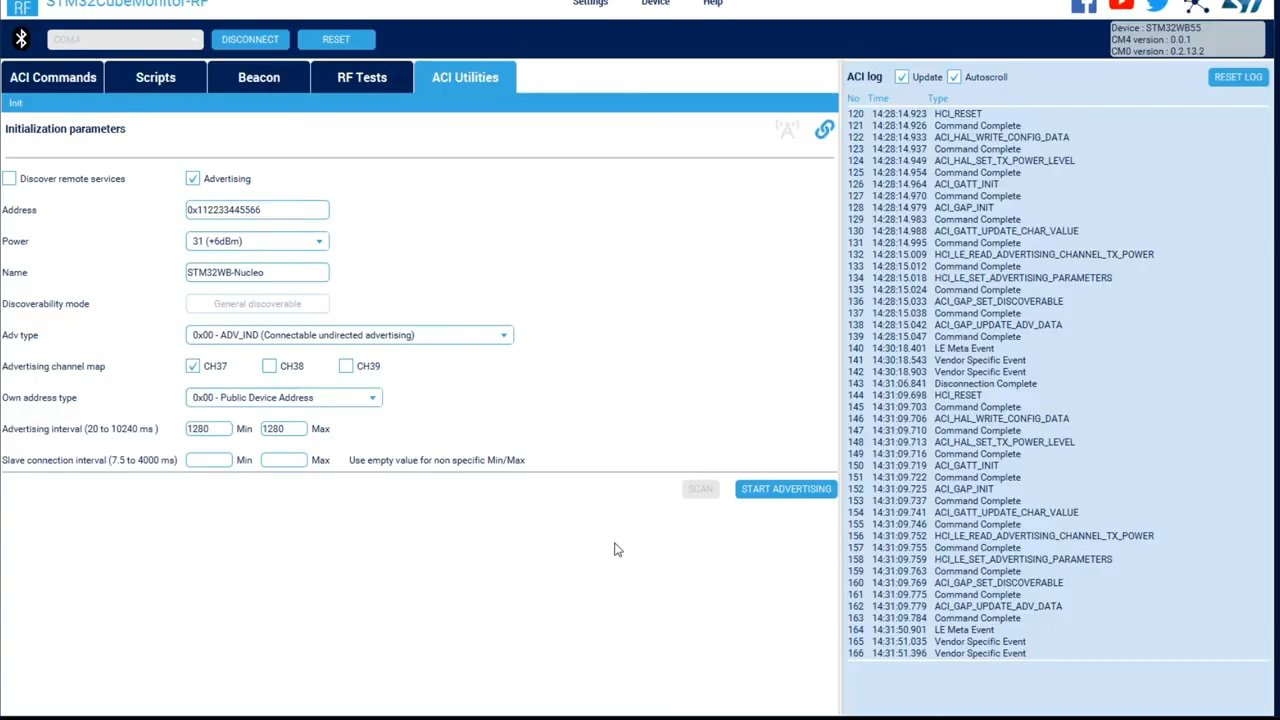 STM32CubeMonitor-RF
RF
Settings
Device
Help
COM4
DISCONNECT
RESET
Device : STM32WB55
CM4 version : 0.0.1
CM0 version : 0.2.13.2
ACI Commands
Scripts
Beacon
RF Tests
ACI Utilities
Init
Initialization parameters
Discover remote services
Advertising
Address
0x112233445566
Power
31 (+6dBm)
Name
STM32WB-Nucleo
Discoverability mode
General discoverable
Adv type
0x00 - ADV_IND (Connectable undirected advertising)
Advertising channel map
CH37
CH38
CH39
Own address type
0x00 - Public Device Address
Advertising interval (20 to 10240 ms )
1280 Min 1280 Max
Slave connection interval (7.5 to 4000 ms)
Min Max Use empty value for non specific Min/Max
SCAN
START ADVERTISING
ACI log Update Autoscroll
RESET LOG
No Time Type
120 14:28:14.923 HCI_RESET
121 14:28:14.926 Command Complete
122 14:28:14.933 ACI_HAL_WRITE_CONFIG_DATA
123 14:28:14.937 Command Complete
124 14:28:14.949 ACI_HAL_SET_TX_POWER_LEVEL
125 14:28:14.954 Command Complete
126 14:28:14.964 ACI_GATT_INIT
127 14:28:14.970 Command Complete
128 14:28:14.979 ACI_GAP_INIT
129 14:28:14.983 Command Complete
130 14:28:14.988 ACI_GATT_UPDATE_CHAR_VALUE
131 14:28:14.995 Command Complete
132 14:28:15.009 HCI_LE_READ_ADVERTISING_CHANNEL_TX_POWER
133 14:28:15.012 Command Complete
134 14:28:15.018 HCI_LE_SET_ADVERTISING_PARAMETERS
135 14:28:15.024 Command Complete
136 14:28:15.033 ACI_GAP_SET_DISCOVERABLE
137 14:28:15.038 Command Complete
138 14:28:15.042 ACI_GAP_UPDATE_ADV_DATA
139 14:28:15.047 Command Complete
140 14:30:18.401 LE Meta Event
141 14:30:18.543 Vendor Specific Event
142 14:30:18.903 Vendor Specific Event
143 14:31:06.841 Disconnection Complete
144 14:31:09.698 HCI_RESET
145 14:31:09.703 Command Complete
146 14:31:09.706 ACI_HAL_WRITE_CONFIG_DATA
147 14:31:09.710 Command Complete
148 14:31:09.713 ACI_HAL_SET_TX_POWER_LEVEL
149 14:31:09.716 Command Complete
150 14:31:09.719 ACI_GATT_INIT
151 14:31:09.722 Command Complete
152 14:31:09.725 ACI_GAP_INIT
153 14:31:09.737 Command Complete
154 14:31:09.741 ACI_GATT_UPDATE_CHAR_VALUE
155 14:31:09.746 Command Complete
156 14:31:09.752 HCI_LE_READ_ADVERTISING_CHANNEL_TX_POWER
157 14:31:09.755 Command Complete
158 14:31:09.759 HCI_LE_SET_ADVERTISING_PARAMETERS
159 14:31:09.763 Command Complete
160 14:31:09.769 ACI_GAP_SET_DISCOVERABLE
161 14:31:09.775 Command Complete
162 14:31:09.779 ACI_GAP_UPDATE_ADV_DATA
163 14:31:09.784 Command Complete
164 14:31:50.901 LE Meta Event
165 14:31:51.035 Vendor Specific Event
166 14:31:51.396 Vendor Specific Event